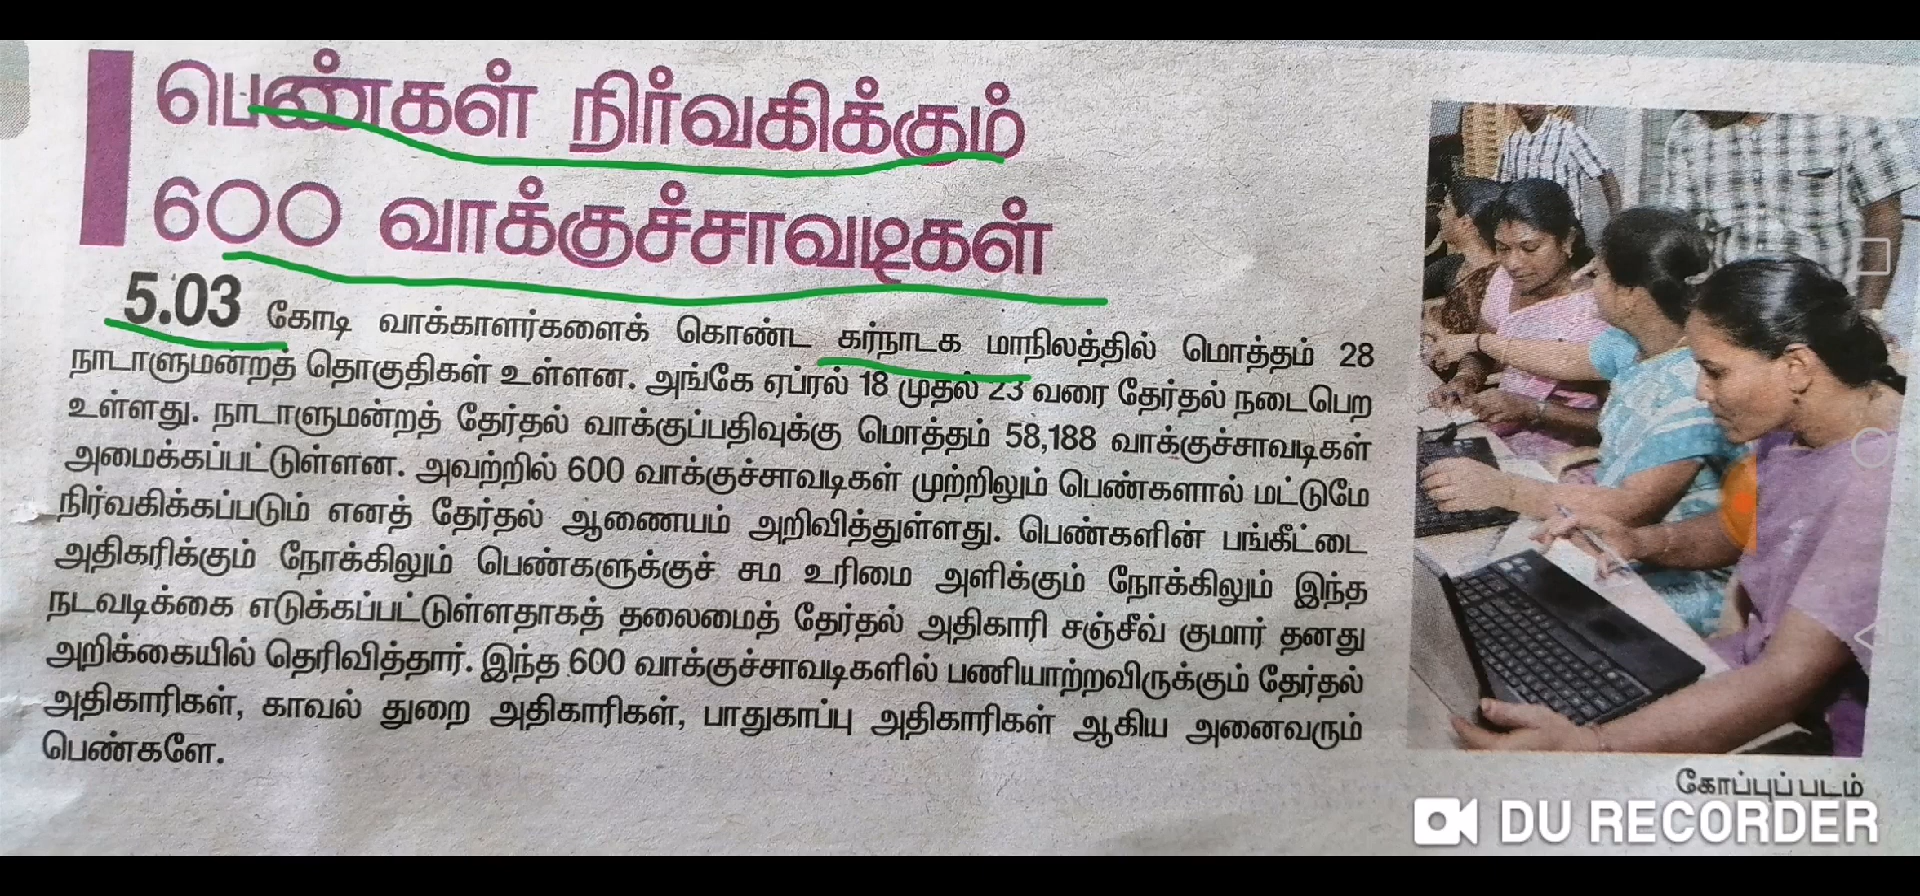 பெண்கள் நிர்வகிக்கும்
600 வாக்குச்சாவடிகள்
5.03 கோடி வாக்காளர்களைக் கொண்ட கர்நாடக மாநிலத்தில் மொத்தம் 28
நாடாளுமன்றத் தொகுதிகள் உள்ளன. அங்கே ஏப்ரல் 18 முதல் 23 வரை தேர்தல் நடைபெற
உள்ளது. நாடாளுமன்றத் தேர்தல் வாக்குப்பதிவுக்கு மொத்தம் 58,188 வாக்குச்சாவடிகள்
அமைக்கப்பட்டுள்ளன. அவற்றில் 600 வாக்குச்சாவடிகள் முற்றிலும் பெண்களால் மட்டுமே
நிர்வகிக்கப்படும் எனத் தேர்தல் ஆணையம் அறிவித்துள்ளது. பெண்களின் பங்கீட்டை
அதிகரிக்கும் நோக்கிலும் பெண்களுக்குச் சம உரிமை அளிக்கும் நோக்கிலும் இந்த
நடவடிக்கை எடுக்கப்பட்டுள்ளதாகத் தலைமைத் தேர்தல் அதிகாரி சஞ்சீவ் குமார் தனது
அறிக்கையில் தெரிவித்தார். இந்த 600 வாக்குச்சாவடிகளில் பணியாற்றவிருக்கும் தேர்தல்
அதிகாரிகள், காவல் துறை அதிகாரிகள், பாதுகாப்பு அதிகாரிகள் ஆகிய அனைவரும்
பெண்களே.
கோப்புப் படம்
DU RECORDER